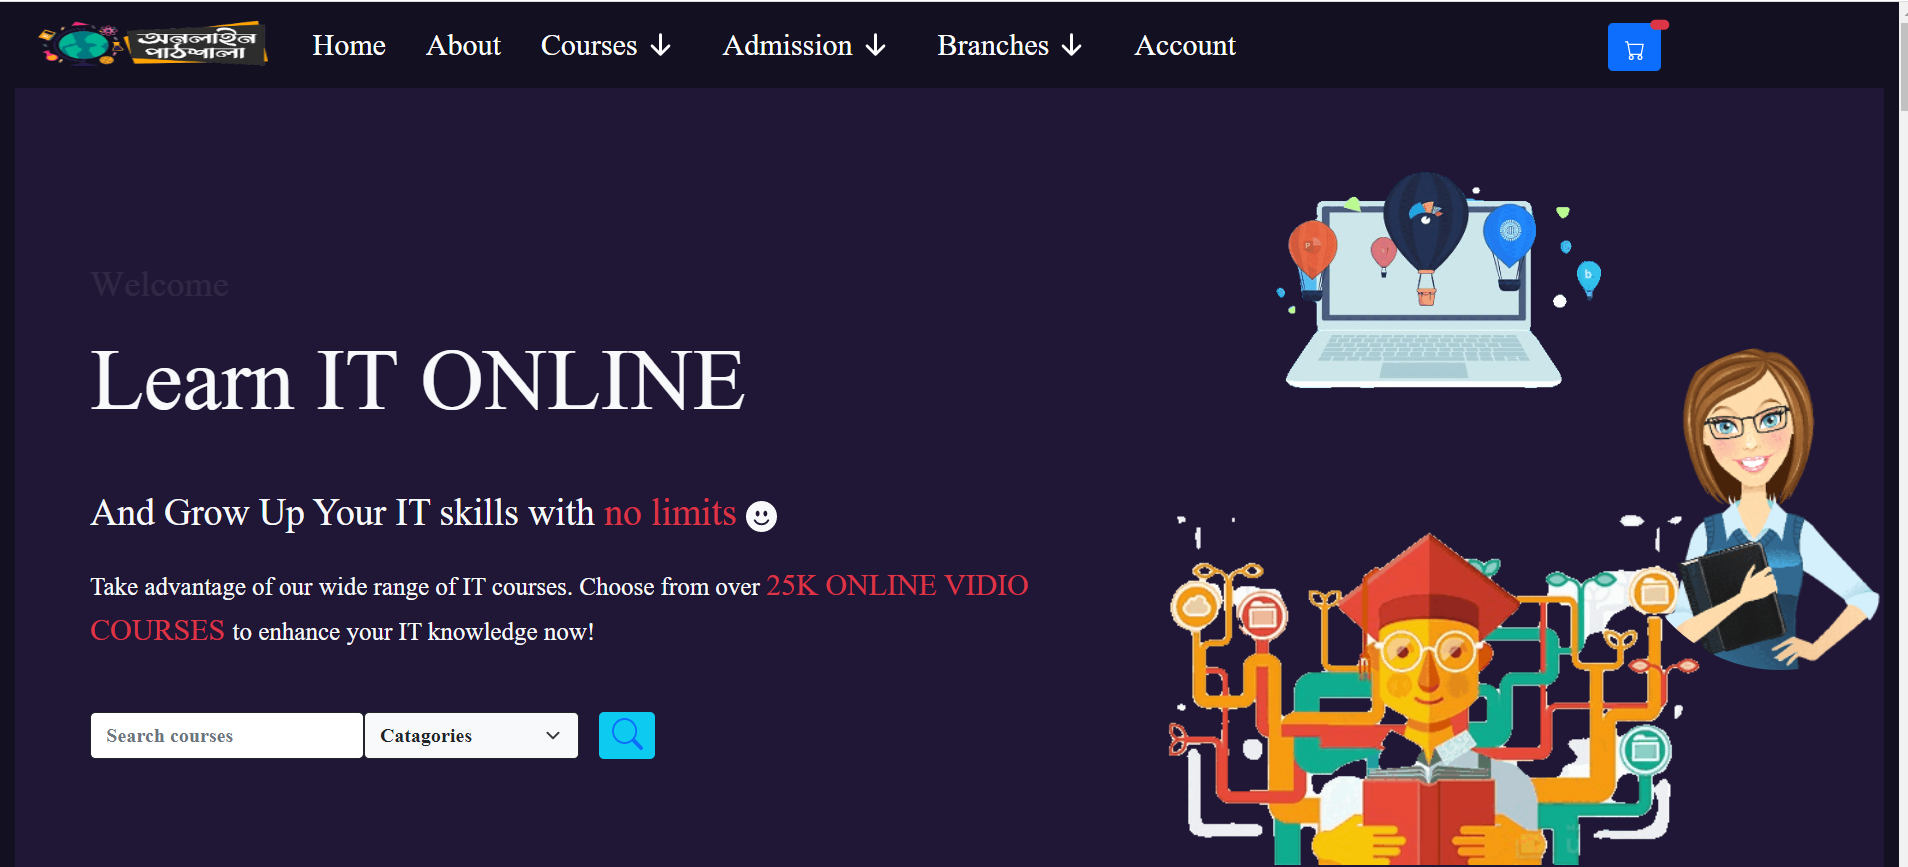 অনলাইন
পাঠশালা
Home About Courses Admission Branches Account
Welcome
Learn IT ONLINE
And Grow Up Your IT skills with no limits
Take advantage of our wide range of IT courses. Choose from over 25K ONLINE VIDIO
COURSES to enhance your IT knowledge now!
Search courses Catagories
P
b